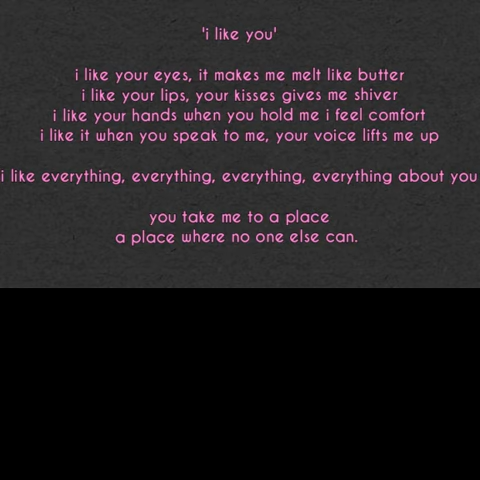 'i like you'
i like your eyes, it makes me melt like butter
i like your lips, your kisses gives me shiver
i like your hands when you hold me i feel comfort
i like it when you speak to me, your voice lifts me up
i like everything, everything, everything, everything about you
you take me to a place
a place where no one else can.